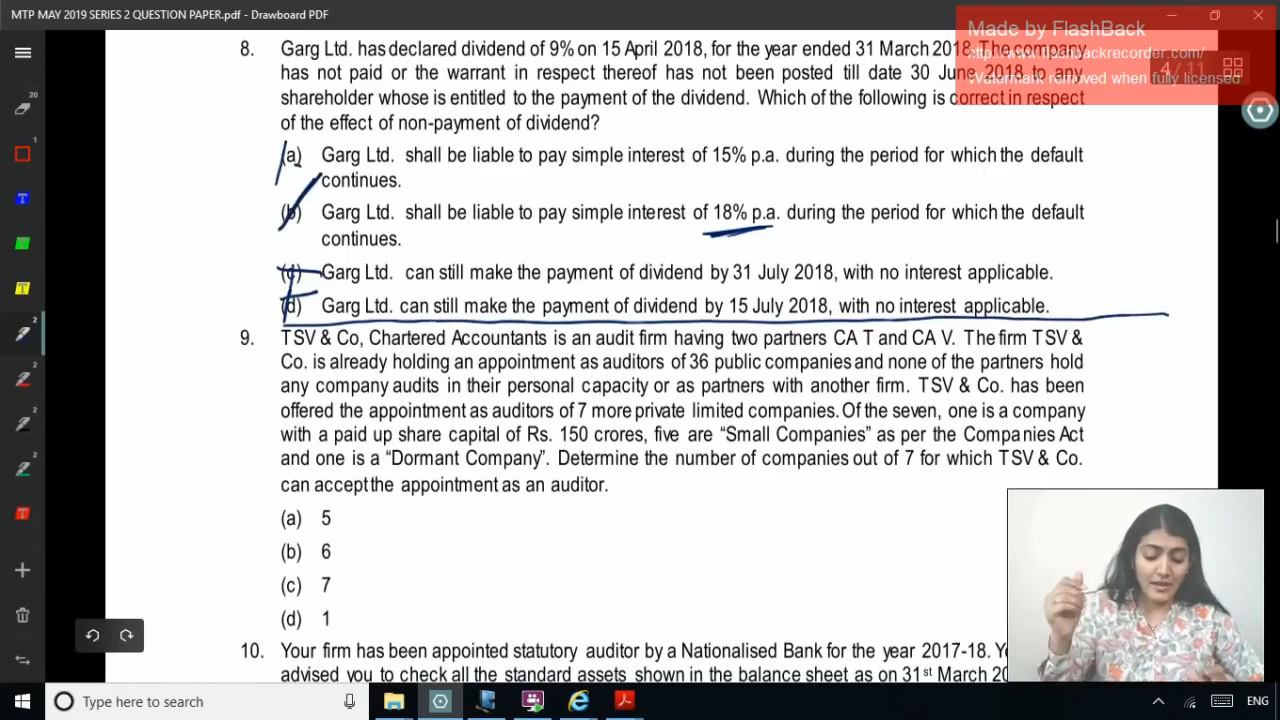 MTP MAY 2019 SERIES 2 QUESTION PAPER.pdf - Drawboard PDF
Made by FlashBack
http://www.flashbackrecorder.com/
Watermark removed when fully licensed
4 / 11
8. Garg Ltd. has declared dividend of 9% on 15 April 2018, for the year ended 31 March 2018. The company
has not paid or the warrant in respect thereof has not been posted till date 30 June 2018 to any
shareholder whose is entitled to the payment of the dividend. Which of the following is correct in respect
of the effect of non-payment of dividend?
(a) Garg Ltd. shall be liable to pay simple interest of 15% p.a. during the period for which the default
continues.
(b) Garg Ltd. shall be liable to pay simple interest of 18% p.a. during the period for which the default
continues.
Garg Ltd. can still make the payment of dividend by 31 July 2018, with no interest applicable.
(d) Garg Ltd. can still make the payment of dividend by 15 July 2018, with no interest applicable.
9. TSV & Co, Chartered Accountants is an audit firm having two partners CA T and CA V. The firm TSV &
Co. is already holding an appointment as auditors of 36 public companies and none of the partners hold
any company audits in their personal capacity or as partners with another firm. TSV & Co. has been
offered the appointment as auditors of 7 more private limited companies. Of the seven, one is a company
with a paid up share capital of Rs. 150 crores, five are “Small Companies” as per the Companies Act
and one is a “Dormant Company”. Determine the number of companies out of 7 for which TSV & Co.
can accept the appointment as an auditor.
(a) 5
(b) 6
(c) 7
(d) 1
10. Your firm has been appointed statutory auditor by a Nationalised Bank for the year 2017-18. Y
advised you to check all the standard assets shown in the balance sheet as on 31st March 20
Type here to search
ENG